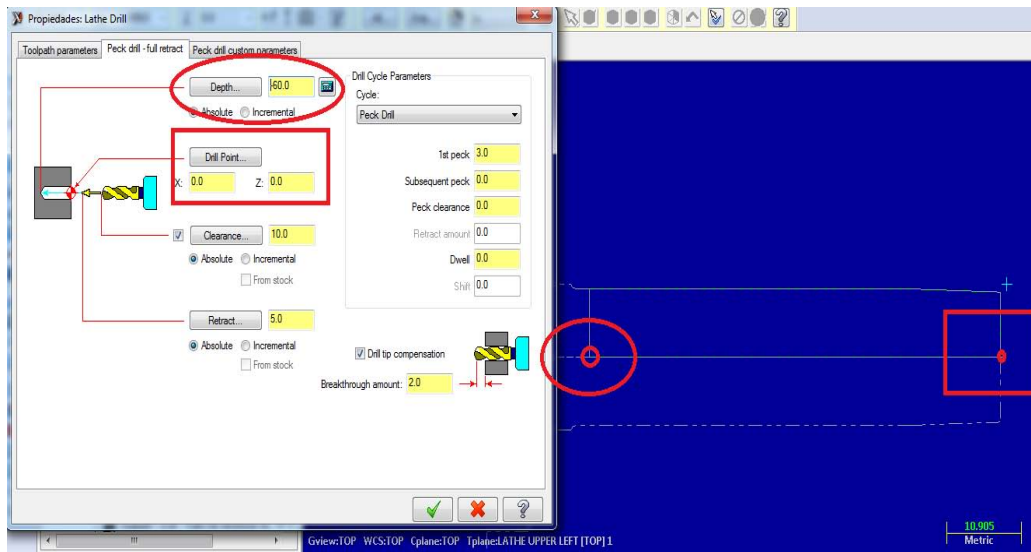 Propiedades: Lathe Drill
Toolpath parameters
Peck drill - full retract
Peck drill custom parameters
Depth...
-60.0
Absolute
Incremental
Drill Point...
X: 0.0
Z: 0.0
Clearance...
10.0
Absolute
Incremental
From stock
Retract...
5.0
Absolute
Incremental
From stock
Drill Cycle Parameters
Cycle:
Peck Drill
1st peck 3.0
Subsequent peck 0.0
Peck clearance 0.0
Retract amount 0.0
Dwell 0.0
Shift 0.0
Drill tip compensation
Breakthrough amount: 2.0
Gview:TOP WCS:TOP Cplane:TOP Tplane:LATHE UPPER LEFT [TOP] 1
10.905
Metric